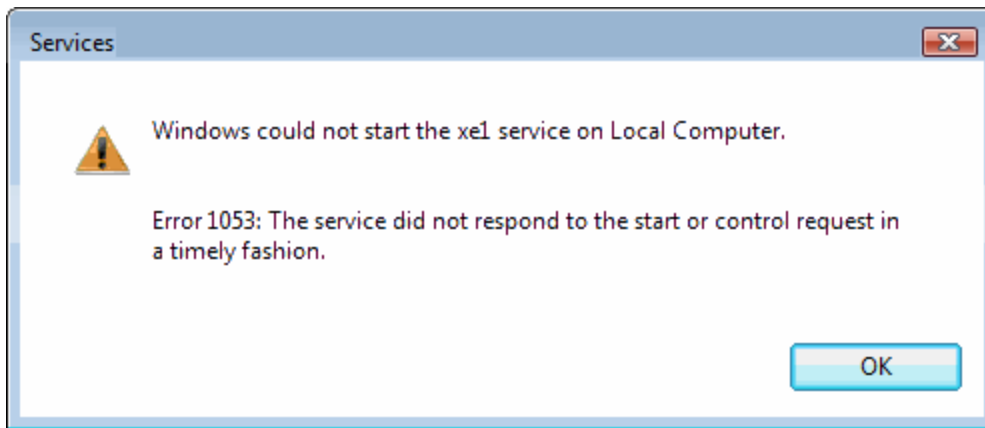 Services
Windows could not start the xe1 service on Local Computer.
Error 1053: The service did not respond to the start or control request in
a timely fashion.
OK